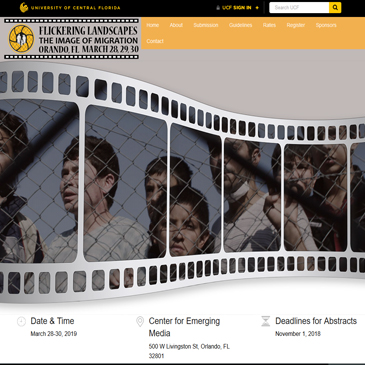 UNIVERSITY OF CENTRAL FLORIDA
UCF SIGN IN
Search UCF
FLICKERING LANDSCAPES
THE IMAGE OF MIGRATION
ORANDO, FL MARCH 28, 29, 30
Home About Submission Guidelines Rates Register Sponsors
Contact
Date & Time
March 28-30, 2019
Center for Emerging
Media
500 W Livingston St, Orlando, FL
32801
Deadlines for Abstracts
November 1, 2018